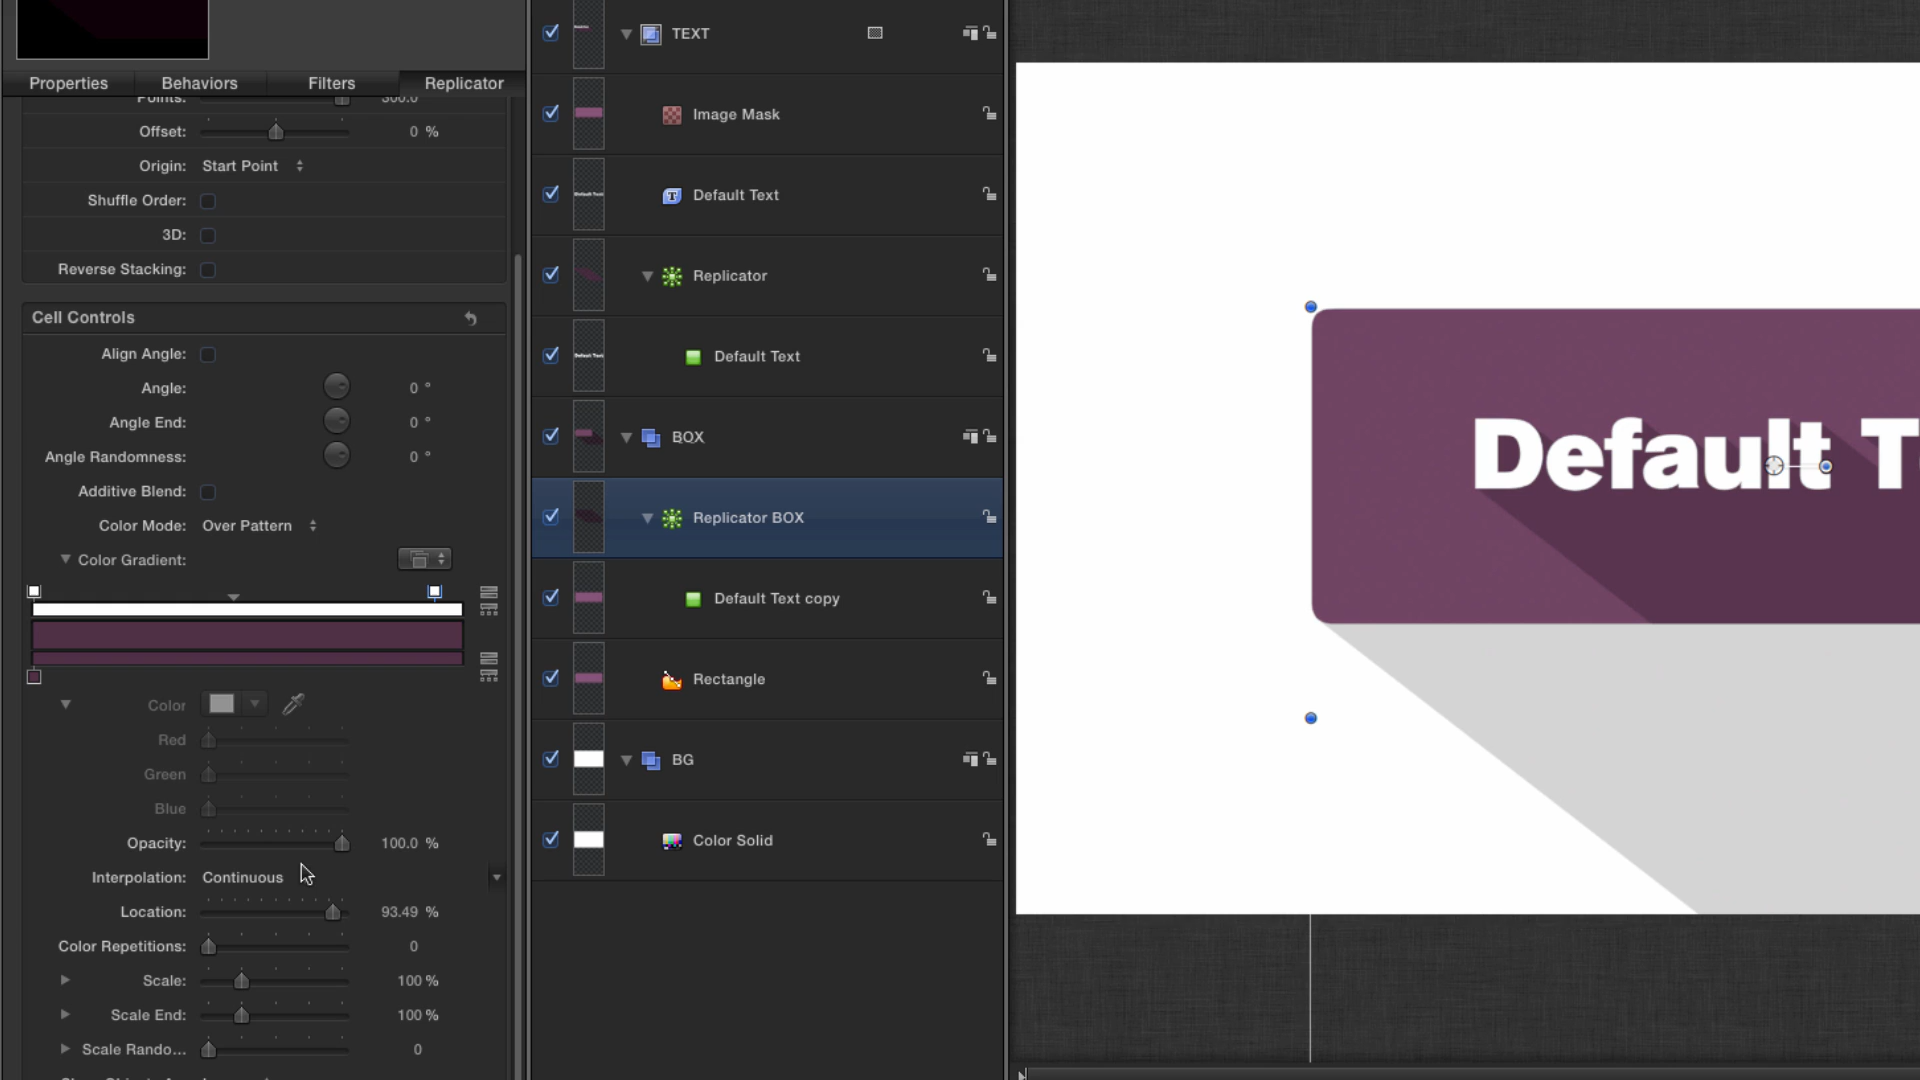 Properties
Behaviors
Filters
Replicator
Points: 300.0
Offset: 0 %
Origin: Start Point
Shuffle Order:
3D:
Reverse Stacking:
Cell Controls
Align Angle:
Angle: 0 °
Angle End: 0 °
Angle Randomness: 0 °
Additive Blend:
Color Mode: Over Pattern
Color Gradient:
Color
Red
Green
Blue
Opacity: 100.0 %
Interpolation: Continuous
Location: 93.49 %
Color Repetitions: 0
Scale: 100 %
Scale End: 100 %
Scale Rando... 0
TEXT
Image Mask
Default Text
Replicator
Default Text
BOX
Replicator BOX
Default Text copy
Rectangle
BG
Color Solid
Default T